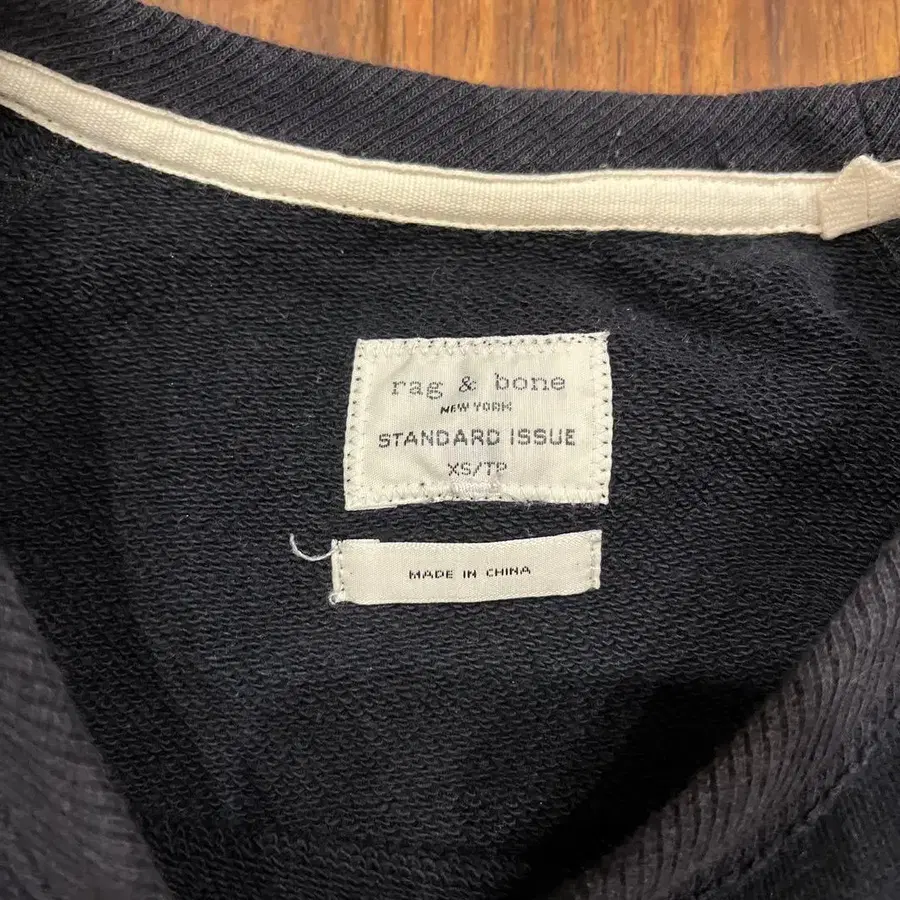 rag & bone
NEW YORK
STANDARD ISSUE
XS/TP
MADE IN CHINA